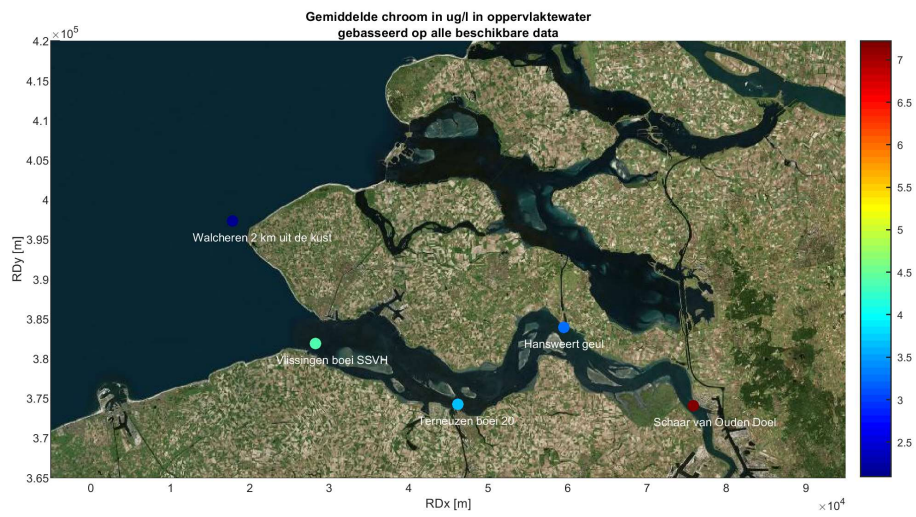 Gemiddelde chroom in ug/l in oppervlaktewater
gebasseerd op alle beschikbare data
4.2 ×10⁵
4.15
4.1
4.05
4
3.95
3.9
3.85
3.8
3.75
3.7
3.65
RDy [m]
Walcheren 2 km uit de kust
Vlissingen boei SSVH
Hansweert geul
Terneuzen boei 20
Schaar van Ouden Doel
0 1 2 3 4 5 6 7 8 9
×10⁴
RDx [m]
7
6.5
6
5.5
5
4.5
4
3.5
3
2.5